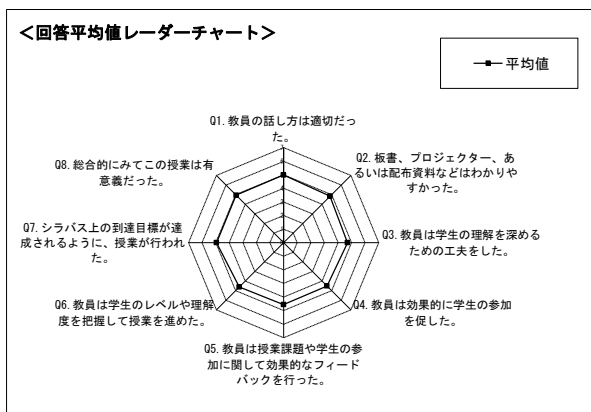 ＜回答平均値レーダーチャート＞
平均値
Q1.教員の話し方は適切だっ
た。
Q2.板書、プロジェクター、あ
るいは配布資料などはわかりや
すかった。
Q3.教員は学生の理解を深める
ための工夫をした。
Q4.教員は効果的に学生の参加
を促した。
Q5.教員は授業課題や学生の参
加に関して効果的なフィード
バックを行った。
Q6.教員は学生のレベルや理解
度を把握して授業を進めた。
Q7.シラバス上の到達目標が達
成されるように、授業が行われ
た。
Q8.総合的にみてこの授業は有
意義だった。